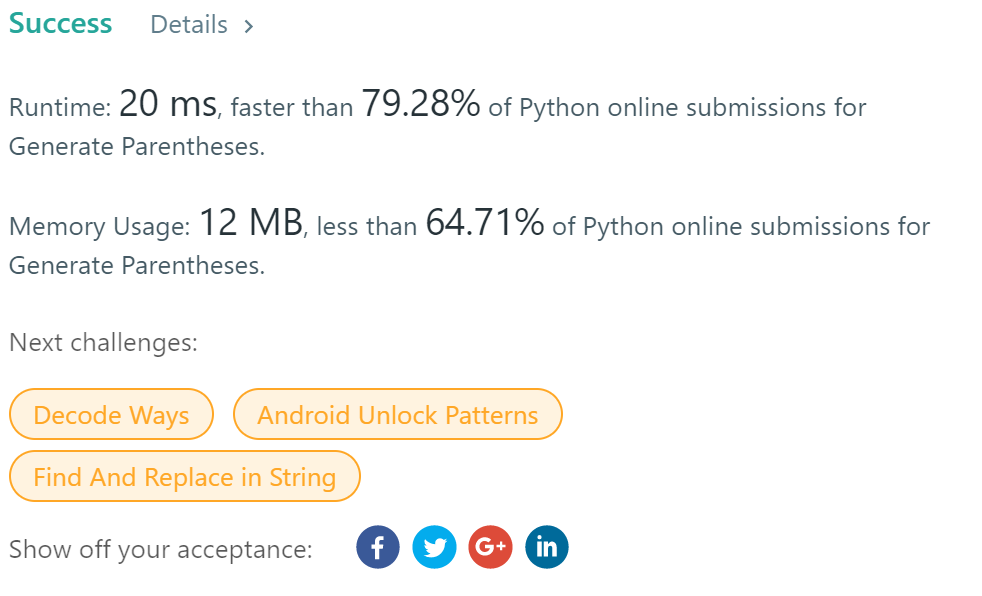 Success Details >
Runtime: 20 ms, faster than 79.28% of Python online submissions for
Generate Parentheses.
Memory Usage: 12 MB, less than 64.71% of Python online submissions for
Generate Parentheses.
Next challenges:
Decode Ways Android Unlock Patterns
Find And Replace in String
Show off your acceptance: f G+ in